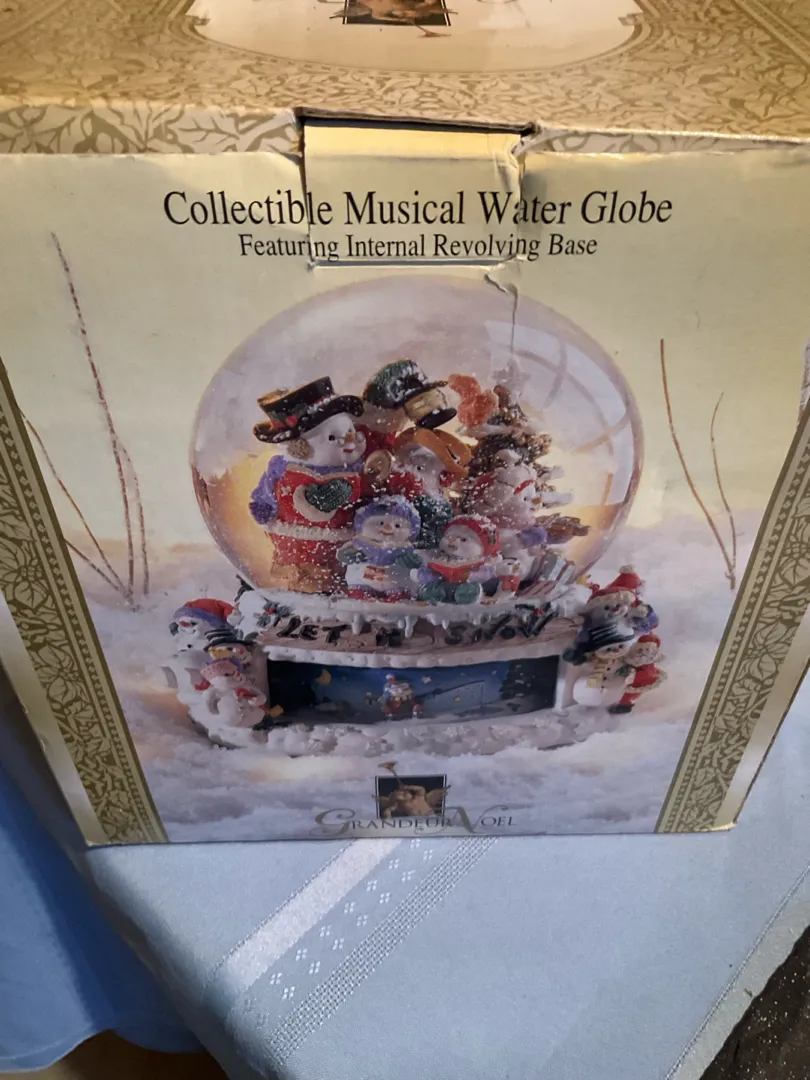 Collectible Musical Water Globe
Featuring Internal Revolving Base
LET IT SNOW
GRANDEUR NOEL